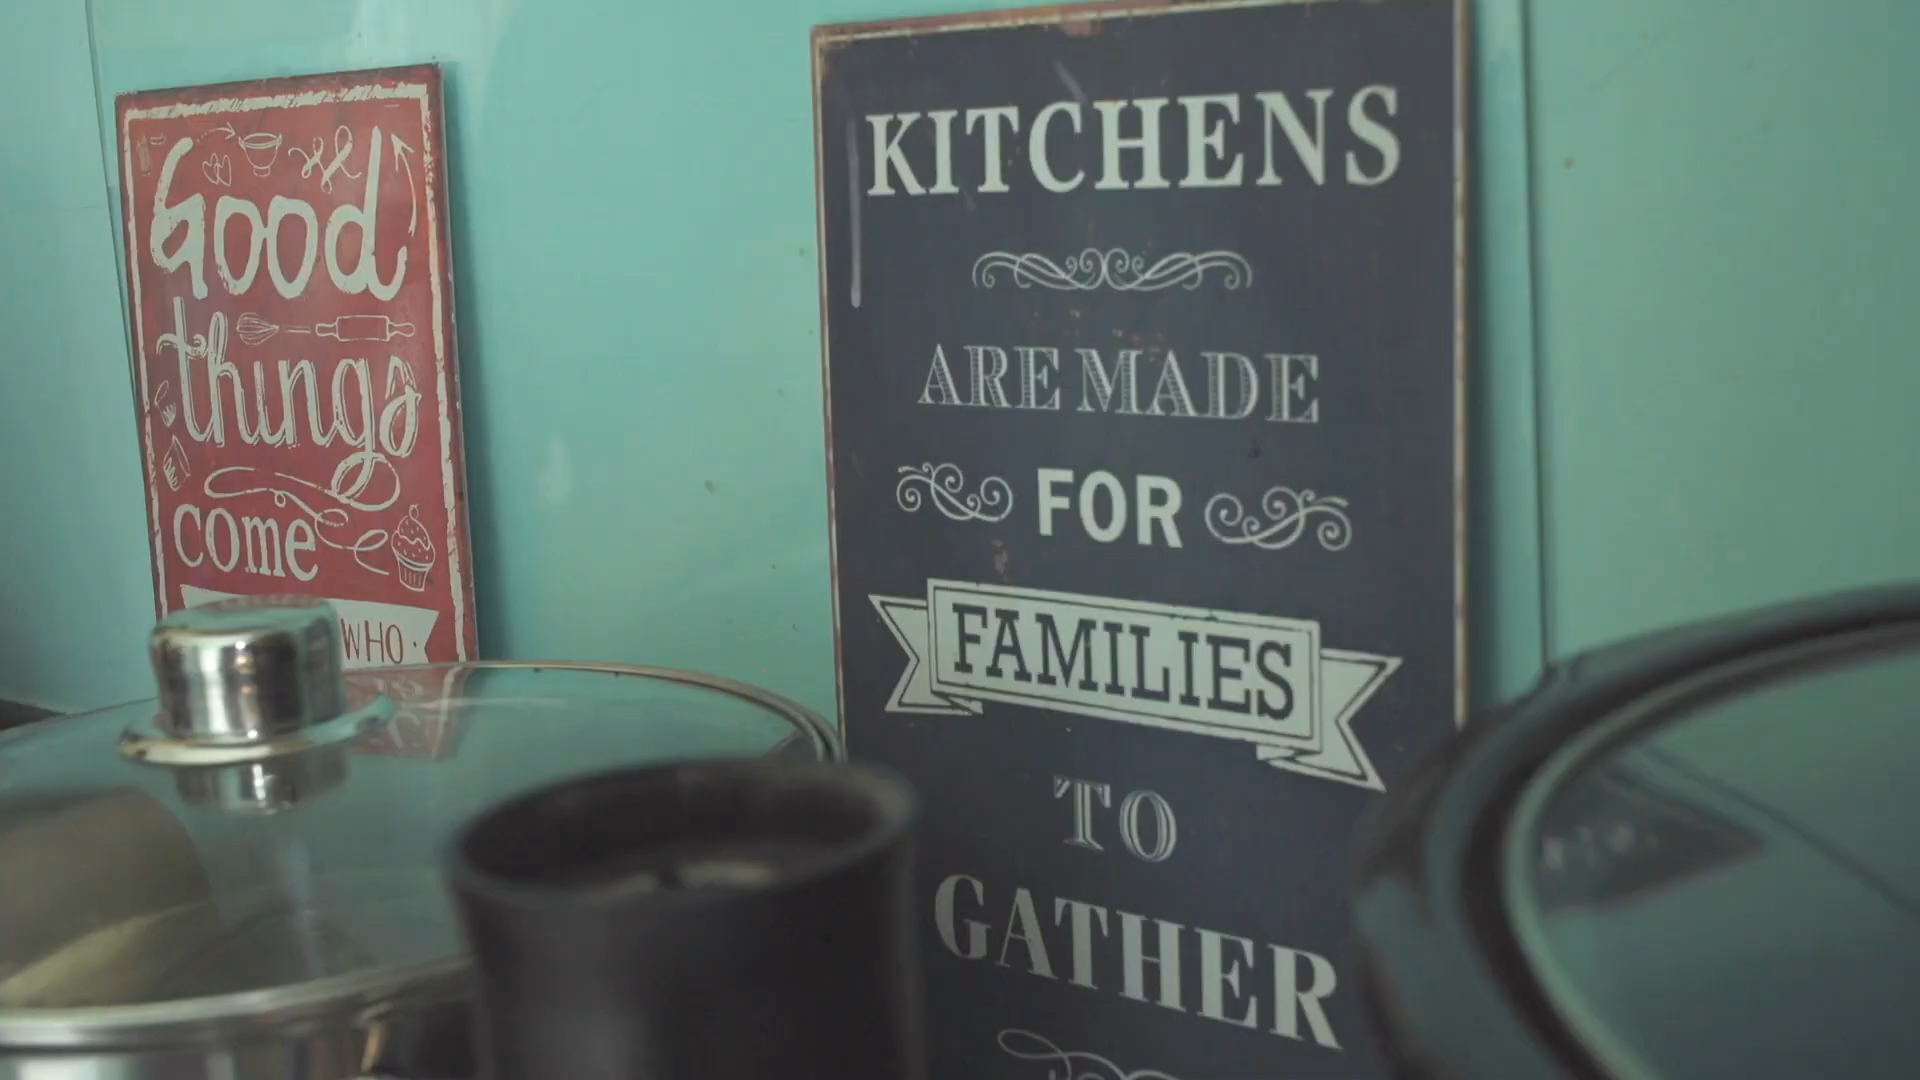 Good
things
come
WHO
KITCHENS
ARE MADE
FOR
FAMILIES
TO
GATHER